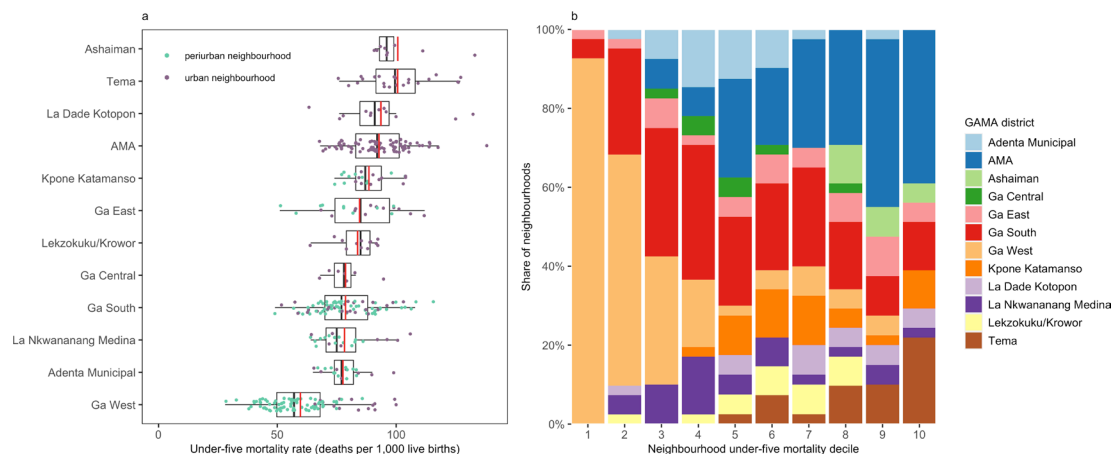 a
periurban neighbourhood
urban neighbourhood
Ashaiman
Tema
La Dade Kotopon
AMA
Kpone Katamanso
Ga East
Lekzokuku/Krowor
Ga Central
Ga South
La Nkwananang Medina
Adenta Municipal
Ga West
0 50 100
Under-five mortality rate (deaths per 1,000 live births)
b
100%
80%
60%
40%
20%
0%
Share of neighbourhoods
1 2 3 4 5 6 7 8 9 10
Neighbourhood under-five mortality decile
GAMA district
Adenta Municipal
AMA
Ashaiman
Ga Central
Ga East
Ga South
Ga West
Kpone Katamanso
La Dade Kotopon
La Nkwananang Medina
Lekzokuku/Krowor
Tema